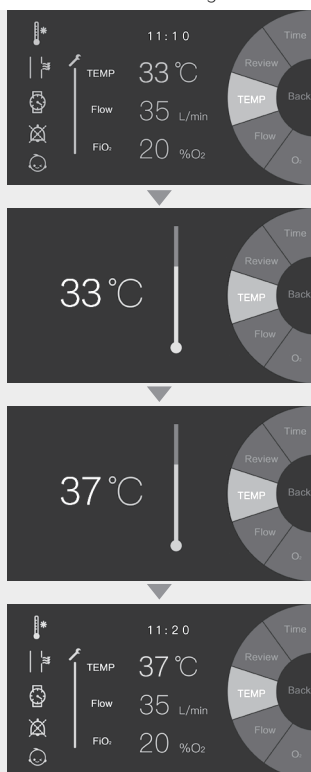 11:10
TEMP 33 °C
Flow 35 L/min
FiO₂ 20 %O₂
Time
Review
TEMP
Back
Flow
O₂
33 °C
Time
Review
TEMP
Back
Flow
37 °C
Time
Review
TEMP
Back
Flow
O₂
11:20
TEMP 37 °C
Flow 35 L/min
FiO₂ 20 %O₂
Time
Review
TEMP
Back
Flow
O₂